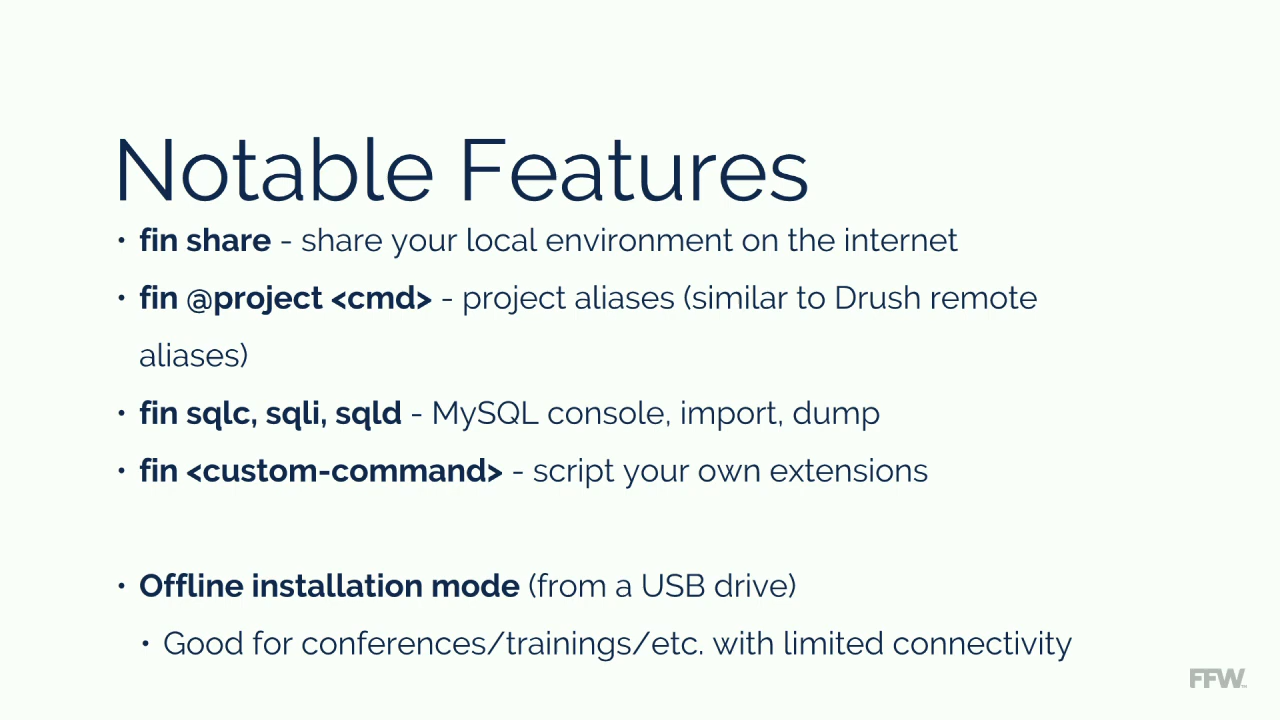 Notable Features
• fin share - share your local environment on the internet
• fin @project <cmd> - project aliases (similar to Drush remote
aliases)
• fin sqlc, sqli, sqld - MySQL console, import, dump
• fin <custom-command> - script your own extensions
• Offline installation mode (from a USB drive)
• Good for conferences/trainings/etc. with limited connectivity
FFW